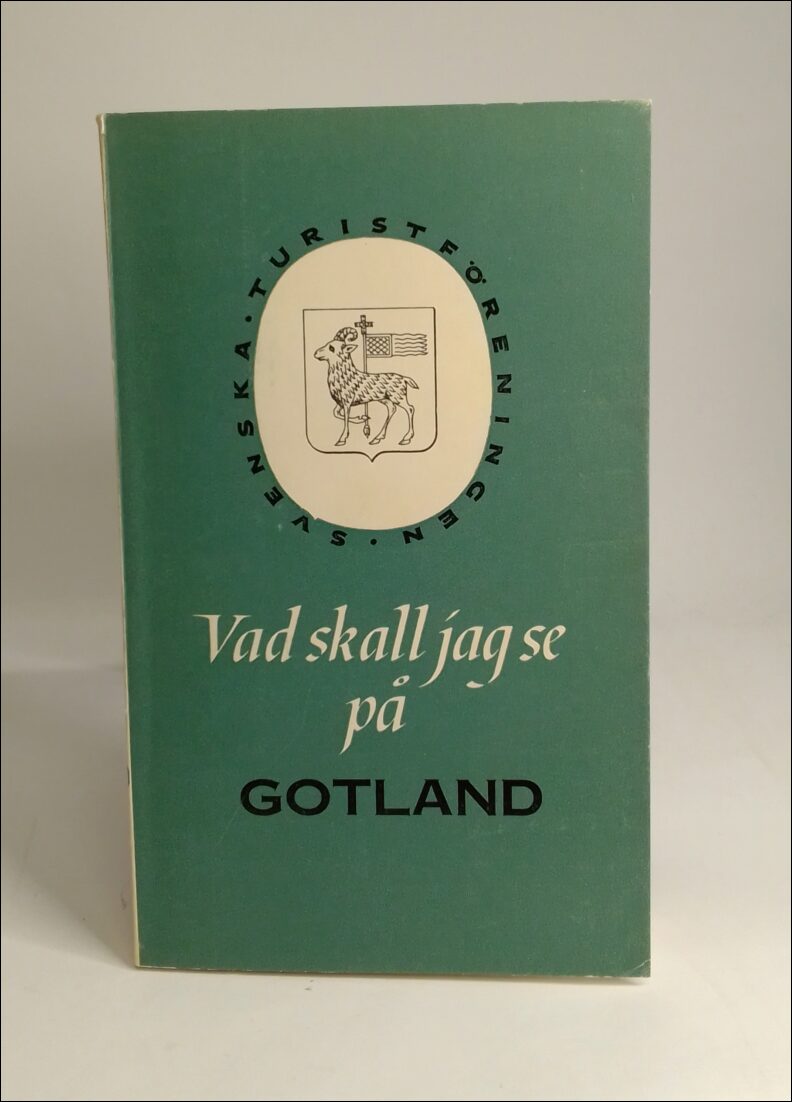 SVENSKA · TURISTFÖRENINGEN ·
Vad skall jag se
på
GOTLAND